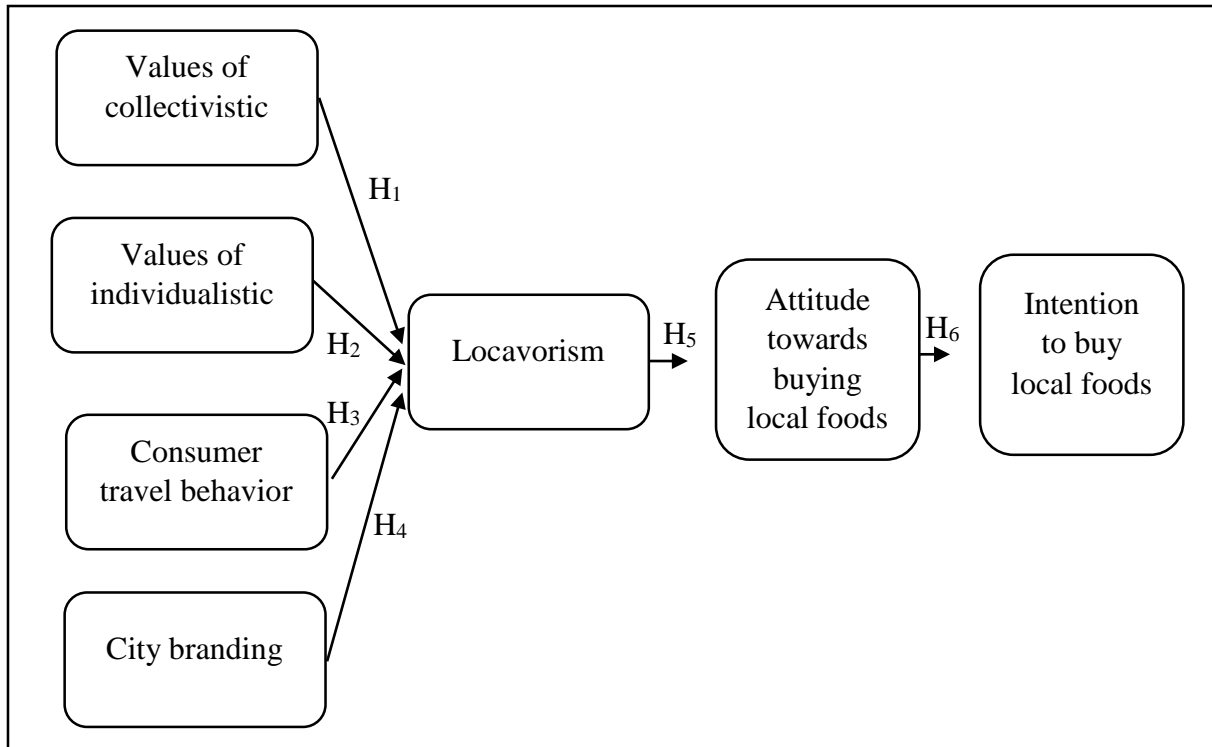 Values of
collectivistic
H1
Values of
individualistic
H2
Consumer
travel behavior
H3
City branding
H4
Locavorism
H5
Attitude
towards
buying
local foods
H6
Intention
to buy
local foods